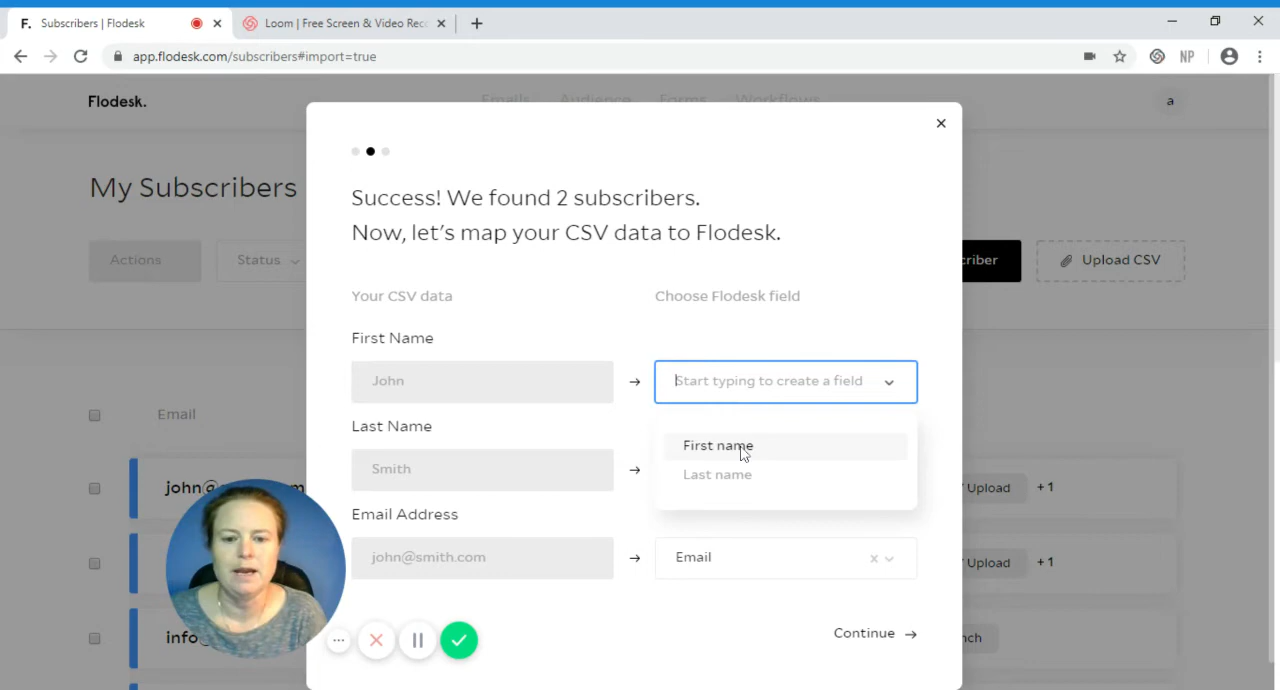 F. Subscribers | Flodesk
Loom | Free Screen & Video Rec
app.flodesk.com/subscribers#import=true
NP
Flodesk.
Emails Audience Forms Workflows
a
My Subscribers
Actions
Status
criber
Upload CSV
Success! We found 2 subscribers.
Now, let's map your CSV data to Flodesk.
Your CSV data
Choose Flodesk field
First Name
John
→
Start typing to create a field
Last Name
First name
Smith
→
Last name
Email Address
john@smith.com
→
Email
x
Continue →
Email
john@
m
Upload
+ 1
Upload
+ 1
info
nch